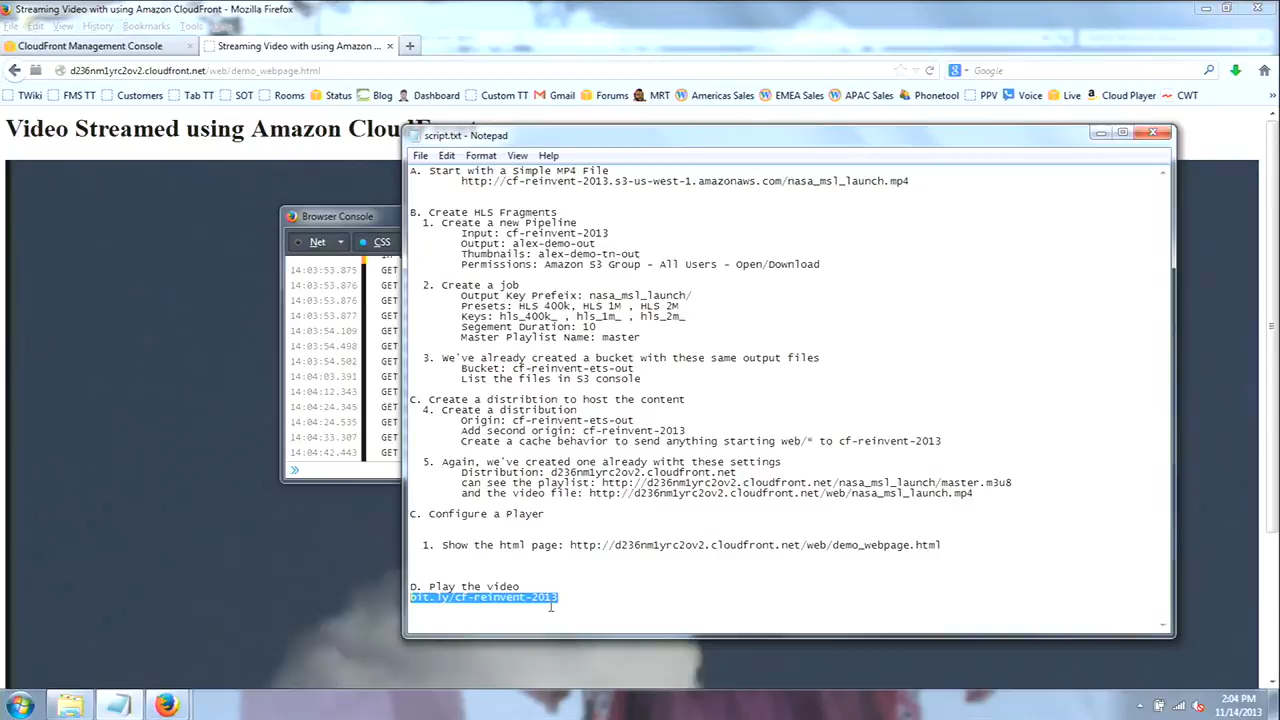 Streaming Video with using Amazon CloudFront - Mozilla Firefox
File Edit View History Bookmarks Tools Help
CloudFront Management Console × Streaming Video with using Amazon ... × +
d236nm1yrc2ov2.cloudfront.net/web/demo_webpage.html Google
TWiki FMS TT Customers Tab TT SOT Rooms Status Blog Dashboard Custom TT Gmail Forums MRT Americas Sales EMEA Sales APAC Sales Phonetool PPV Voice Live Cloud Player CWT »
Video Streamed using Amazon Clou
script.txt - Notepad
File Edit Format View Help
A. Start with a Simple MP4 File
http://cf-reinvent-2013.s3-us-west-1.amazonaws.com/nasa_msl_launch.mp4
B. Create HLS Fragments
1. Create a new Pipeline
Input: cf-reinvent-2013
Output: alex-demo-out
Thumbnails: alex-demo-tn-out
Permissions: Amazon S3 Group - All Users - Open/Download
2. Create a job
Output Key Prefeix: nasa_msl_launch/
Presets: HLS 400k, HLS 1M , HLS 2M
Keys: hls_400k_ , hls_1m_ , hls_2m_
Segement Duration: 10
Master Playlist Name: master
3. We've already created a bucket with these same output files
Bucket: cf-reinvent-ets-out
List the files in S3 console
C. Create a distribtion to host the content
4. Create a distribution
Origin: cf-reinvent-ets-out
Add second origin: cf-reinvent-2013
Create a cache behavior to send anything starting web/* to cf-reinvent-2013
5. Again, we've created one already witht these settings
Distribution: d236nm1yrc2ov2.cloudfront.net
can see the playlist: http://d236nm1yrc2ov2.cloudfront.net/nasa_msl_launch/master.m3u8
and the video file: http://d236nm1yrc2ov2.cloudfront.net/web/nasa_msl_launch.mp4
C. Configure a Player
1. Show the html page: http://d236nm1yrc2ov2.cloudfront.net/web/demo_webpage.html
D. Play the video
bit.ly/cf-reinvent-2013
Browser Console
Net CSS
14:03:53.875 GET
14:03:53.876 GET
14:03:53.876 GET
14:03:53.877 GET
14:03:54.109 GET
14:03:54.498 GET
14:03:54.502 GET
14:04:03.391 GET
14:04:12.343 GET
14:04:24.345 GET
14:04:24.535 GET
14:04:33.307 GET
14:04:42.443 GET
»
2:04 PM
11/14/2013